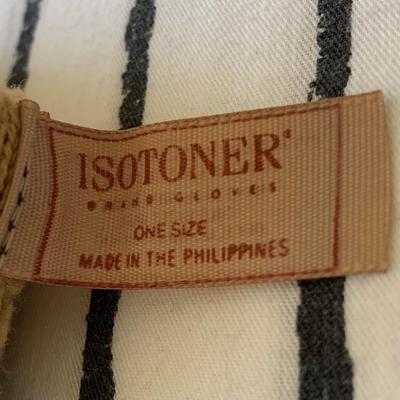 ISOTONER®
BRAND GLOVES
ONE SIZE
MADE IN THE PHILIPPINES